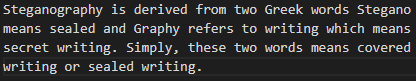 Steganography is derived from two Greek words Stegano
means sealed and Graphy refers to writing which means
secret writing. Simply, these two words means covered
writing or sealed writing.